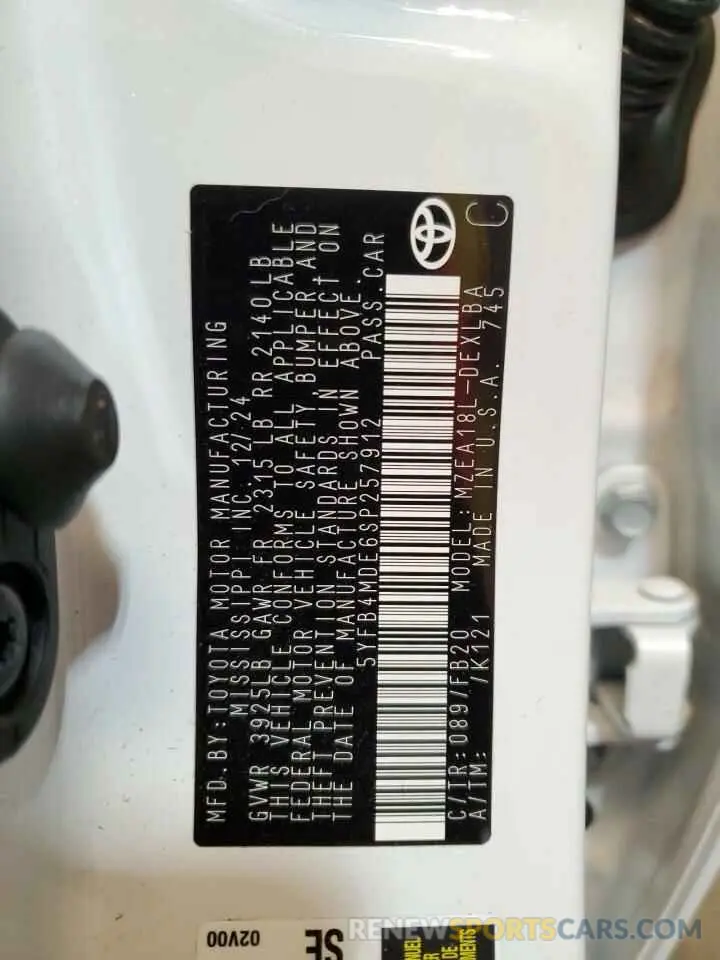 MFD. BY: TOYOTA MOTOR MANUFACTURING
MISSISSIPPI INC. 12/24
GVWR 3925LB GAWR FR 2315 LB RR 2140 LB
THIS VEHICLE CONFORMS TO ALL APPLICABLE
FEDERAL MOTOR VEHICLE SAFETY, BUMPER AND
THEFT PREVENTION STANDARDS IN EFFECT ON
THE DATE OF MANUFACTURE SHOWN ABOVE.
5YFB4MDE6SP257912 PASS. CAR
C/TR: 089/FB20 MODEL: MZEA18L-DEXLBA
A/TM: /K121 MADE IN U.S.A. 745
C
SE
02V00
DE
RENEWSPORTSCARS.COM